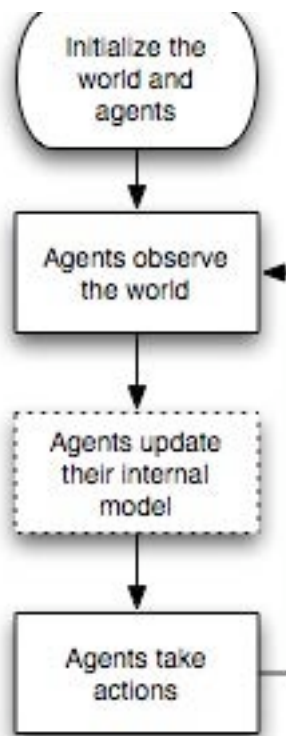 Initialize the
world and
agents
Agents observe
the world
Agents update
their internal
model
Agents take
actions